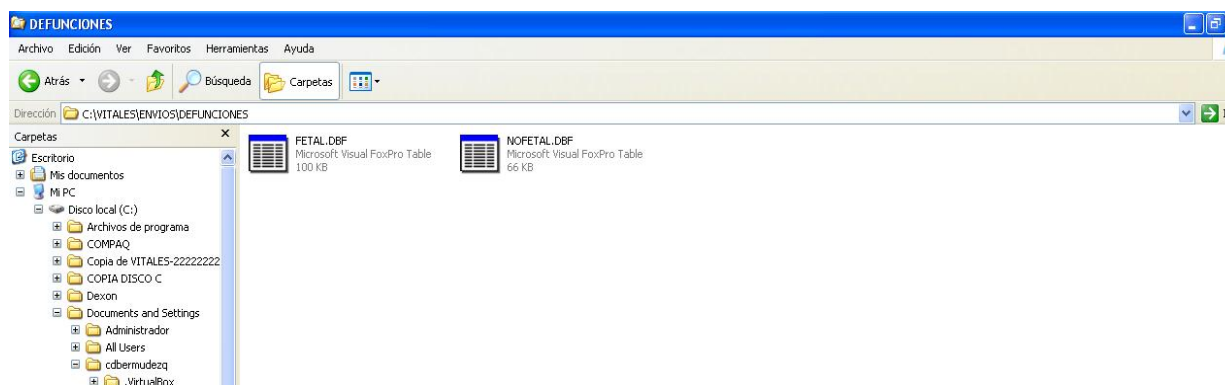 DEFUNCIONES
Archivo Edición Ver Favoritos Herramientas Ayuda
Atrás Búsqueda Carpetas
Dirección C:\VITALES\ENVIOS\DEFUNCIONES
Carpetas
Escritorio
Mis documentos
Mi PC
Disco local (C:)
Archivos de programa
COMPAQ
Copia de VITALES-22222222
COPIA DISCO C
Dexon
Documents and Settings
Administrador
All Users
cdbermudezq
.VirtualBox
FETAL.DBF
Microsoft Visual FoxPro Table
100 KB
NOFETAL.DBF
Microsoft Visual FoxPro Table
66 KB